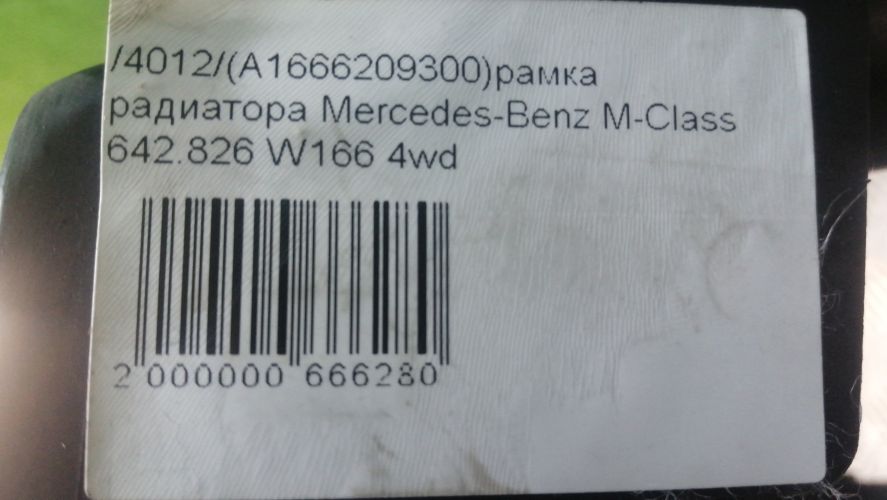 /4012/(A1666209300)рамка
радиатора Mercedes-Benz M-Class
642.826 W166 4wd
2 000000 666280